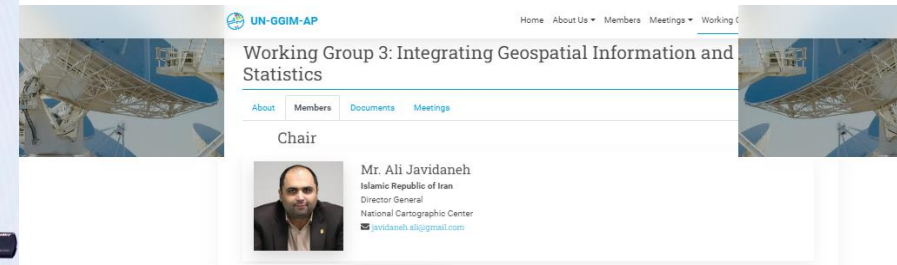 UN-GGIM-AP
Home About Us Members Meetings Working
Working Group 3: Integrating Geospatial Information and
Statistics
About Members Documents Meetings
Chair
Mr. Ali Javidaneh
Islamic Republic of Iran
Director General
National Cartographic Center
javidaneh.ali@gmail.com